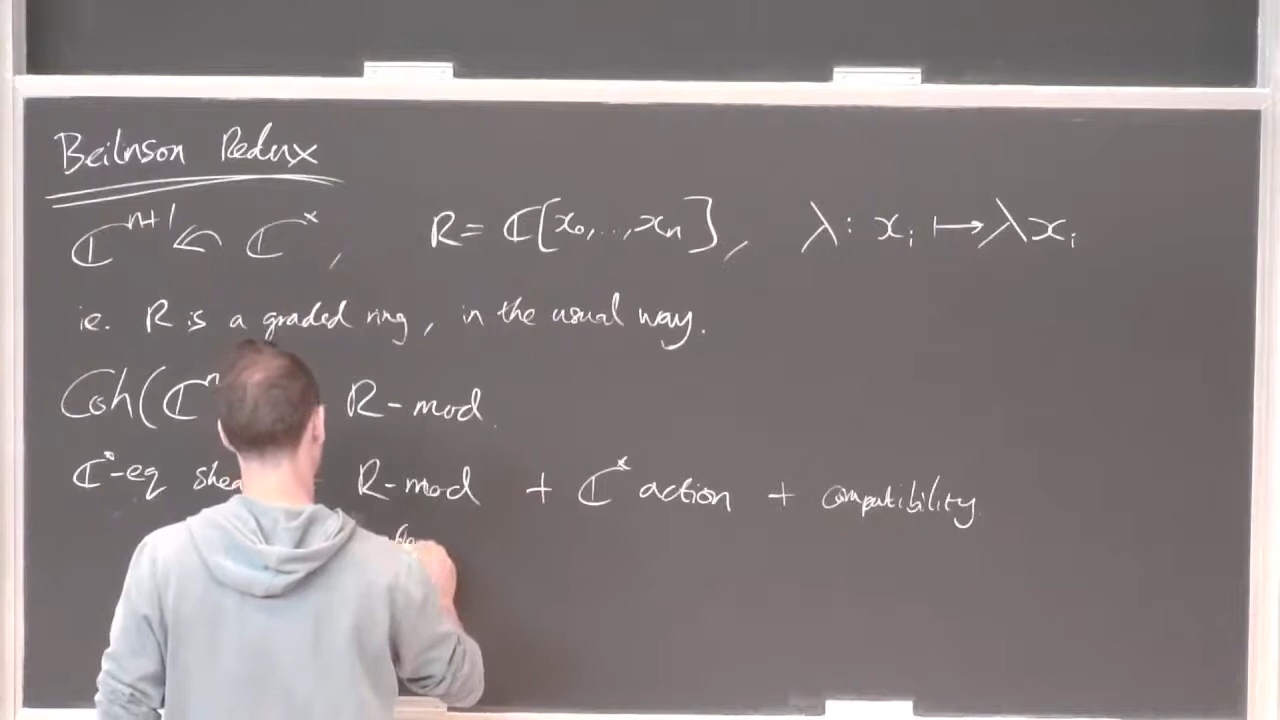 Beilnson Redux
ℂ^{n+1} ↶ ℂ^×, R = ℂ[x_0,...,x_n], λ: x_i ↦ λx_i
ie. R is a graded ring, in the usual way.
Coh(ℂ^n R-mod.
ℂ^*-eq shea R-mod + ℂ^* action + compatibility.